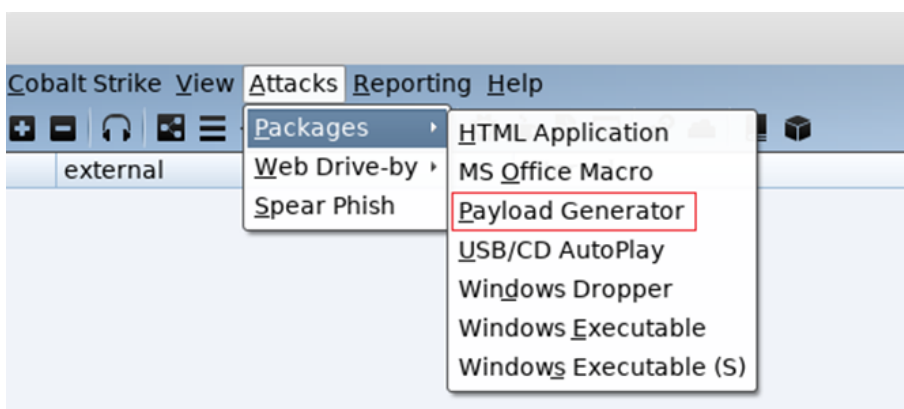 Cobalt Strike View Attacks Reporting Help
external
Packages
Web Drive-by
Spear Phish
HTML Application
MS Office Macro
Payload Generator
USB/CD AutoPlay
Windows Dropper
Windows Executable
Windows Executable (S)